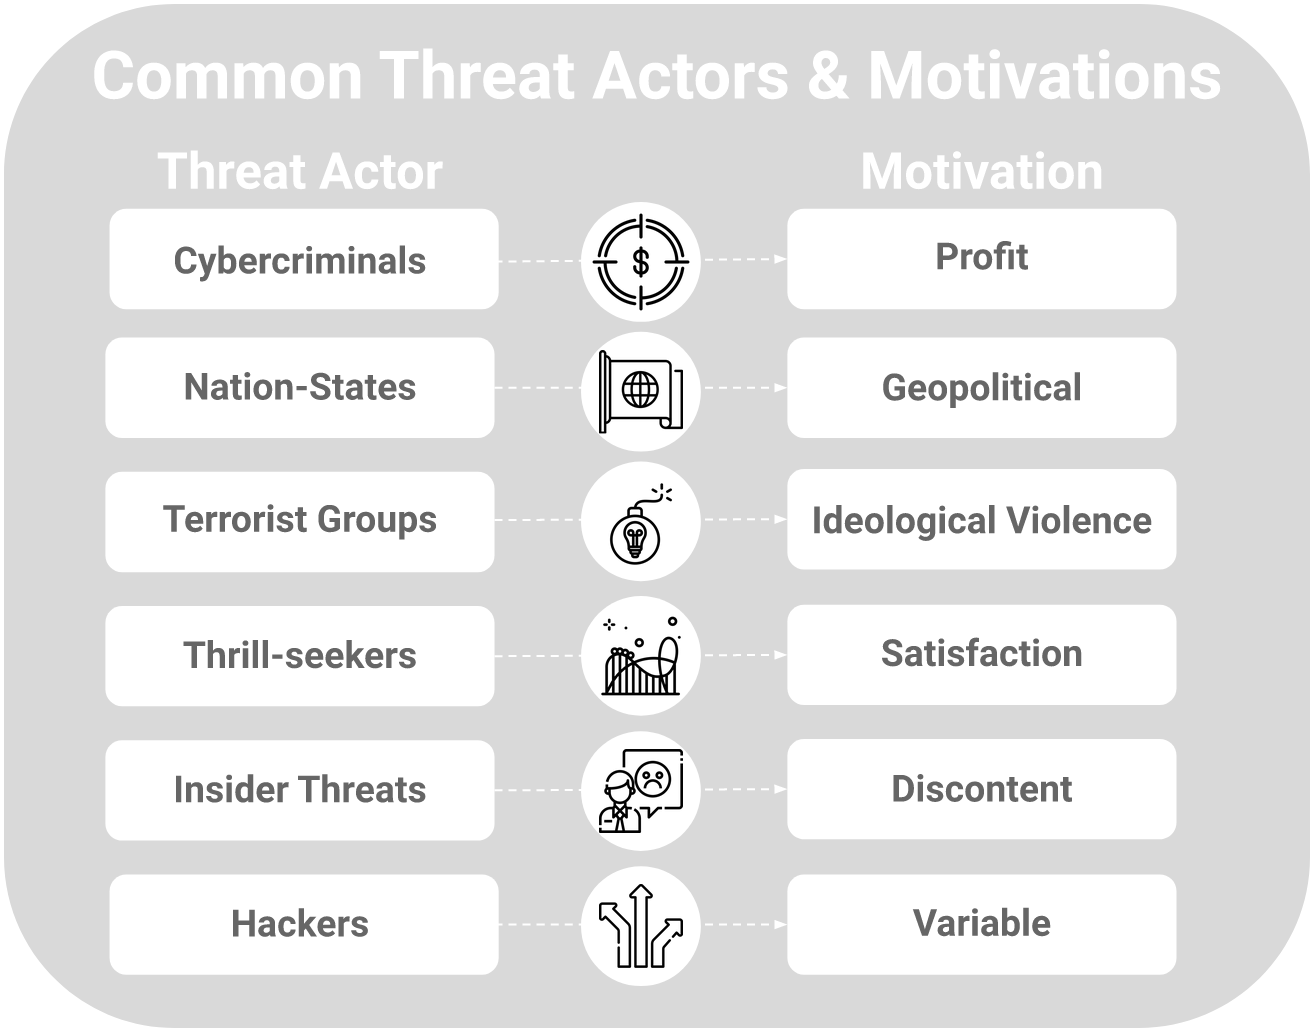 Common Threat Actors & Motivations
Threat Actor Motivation
Cybercriminals $ Profit
Nation-States Geopolitical
Terrorist Groups Ideological Violence
Thrill-seekers Satisfaction
Insider Threats Discontent
Hackers Variable